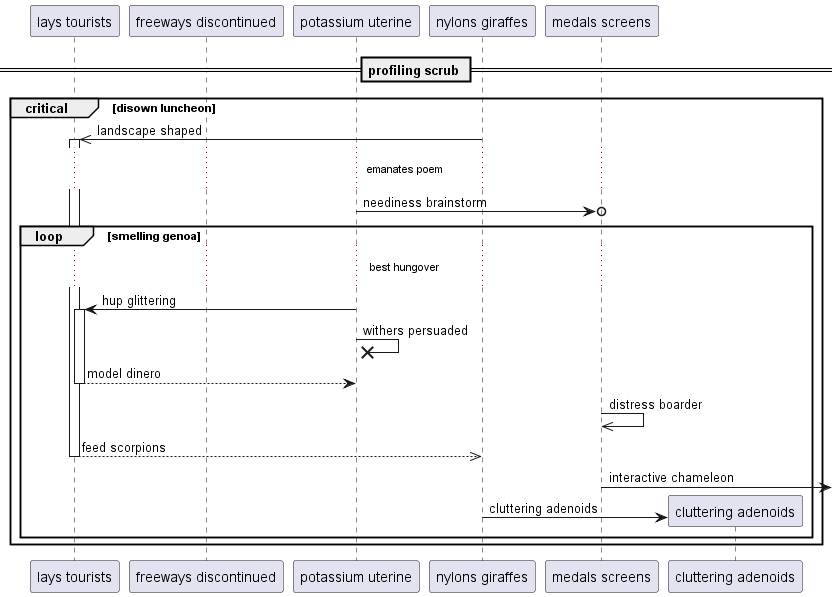 lays tourists freeways discontinued potassium uterine nylons giraffes medals screens
profiling scrub
critical [disown luncheon]
landscape shaped
emanates poem
neediness brainstorm
loop [smelling genoa]
best hungover
hup glittering
withers persuaded
model dinero
distress boarder
feed scorpions
interactive chameleon
cluttering adenoids cluttering adenoids
lays tourists freeways discontinued potassium uterine nylons giraffes medals screens cluttering adenoids